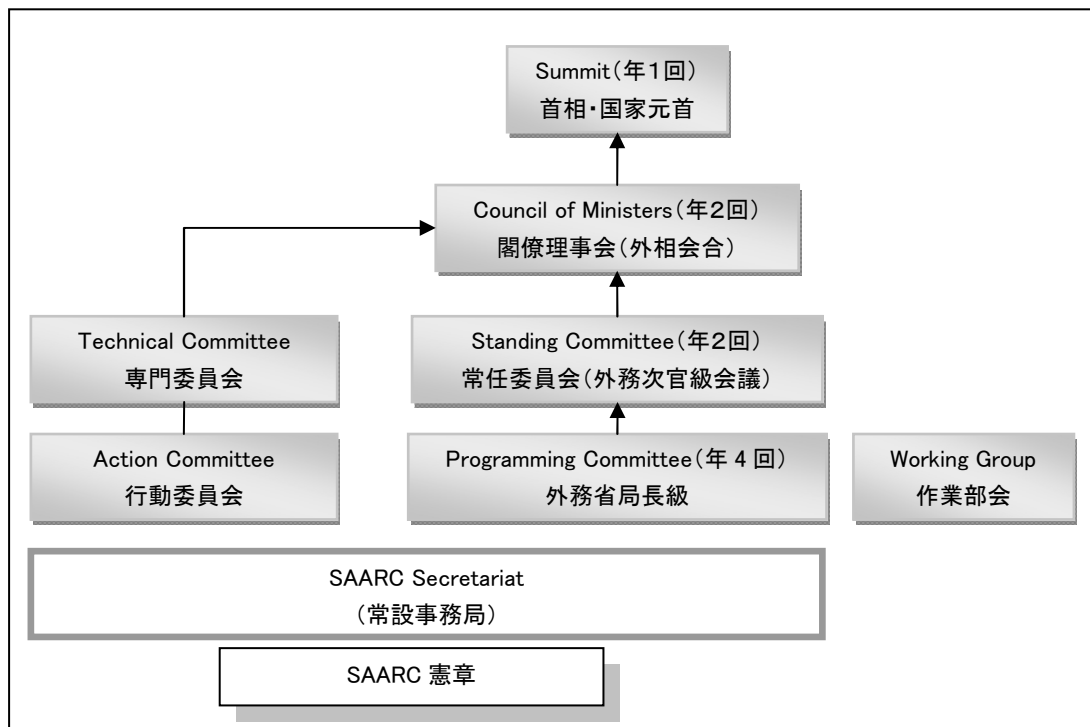 Summit(年1回)
首相・国家元首
Council of Ministers(年2回)
閣僚理事会(外相会合)
Technical Committee
専門委員会
Standing Committee(年2回)
常任委員会(外務次官級会議)
Action Committee
行動委員会
Programming Committee(年 4 回)
外務省局長級
Working Group
作業部会
SAARC Secretariat
(常設事務局)
SAARC 憲章